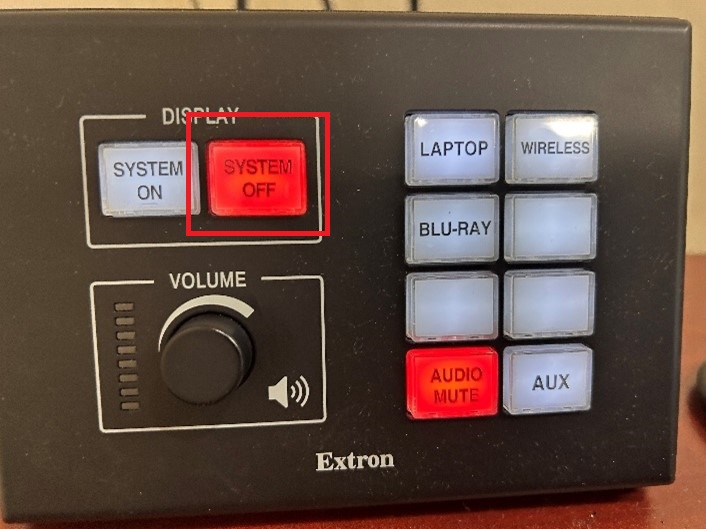 DISPLAY
SYSTEM
ON
SYSTEM
OFF
VOLUME
LAPTOP
WIRELESS
BLU-RAY
AUDIO
MUTE
AUX
Extron